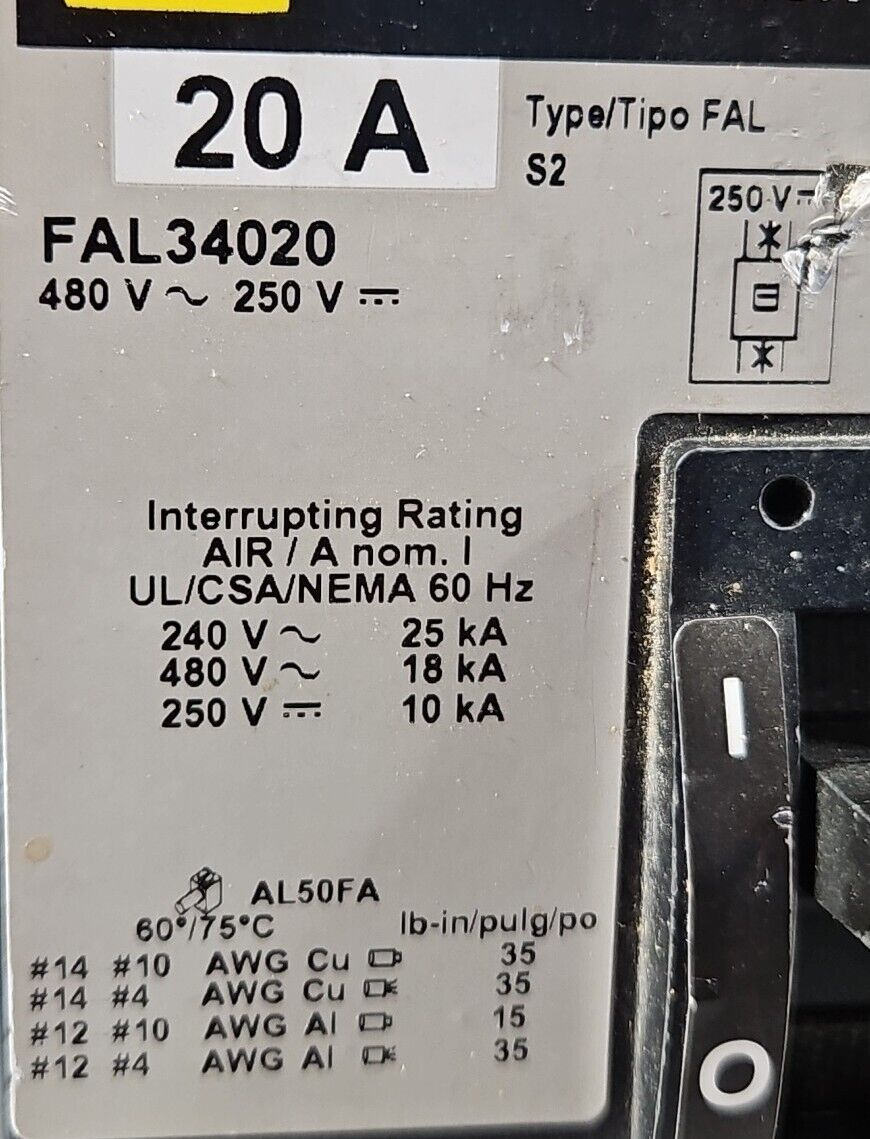 20 A
Type/Tipo FAL
S2
FAL34020
480 V ~ 250 V ⎓
250 V ⎓
Interrupting Rating
AIR / A nom. I
UL/CSA/NEMA 60 Hz
240 V ~ 25 kA
480 V ~ 18 kA
250 V ⎓ 10 kA
AL50FA
60°/75°C lb-in/pulg/po
#14 #10 AWG Cu 35
#14 #4 AWG Cu 35
#12 #10 AWG Al 15
#12 #4 AWG Al 35
I
O